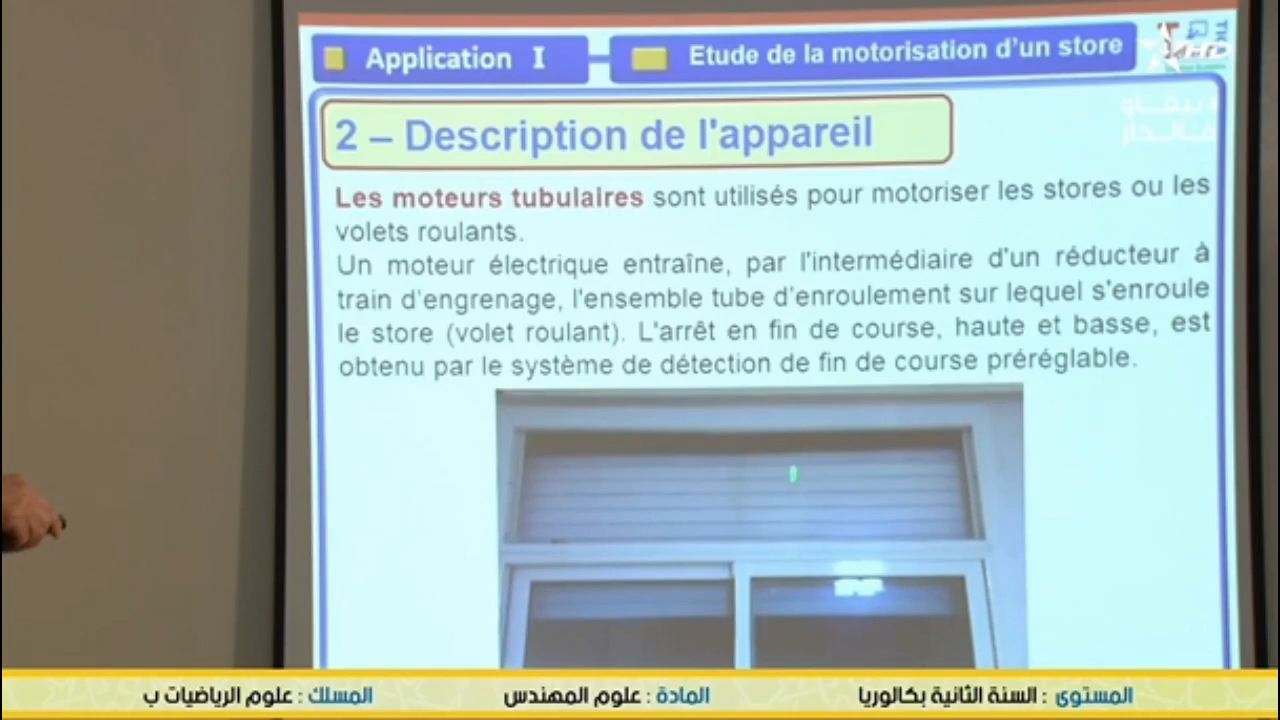 Application I
Etude de la motorisation d'un store
HD
2 – Description de l'appareil
Les moteurs tubulaires sont utilisés pour motoriser les stores ou les
volets roulants.
Un moteur électrique entraîne, par l'intermédiaire d'un réducteur à
train d'engrenage, l'ensemble tube d'enroulement sur lequel s'enroule
le store (volet roulant). L'arrêt en fin de course, haute et basse, est
obtenu par le système de détection de fin de course préréglable.
المستوى : السنة الثانية بكالوريا
المادة : علوم المهندس
المسلك : علوم الرياضيات ب